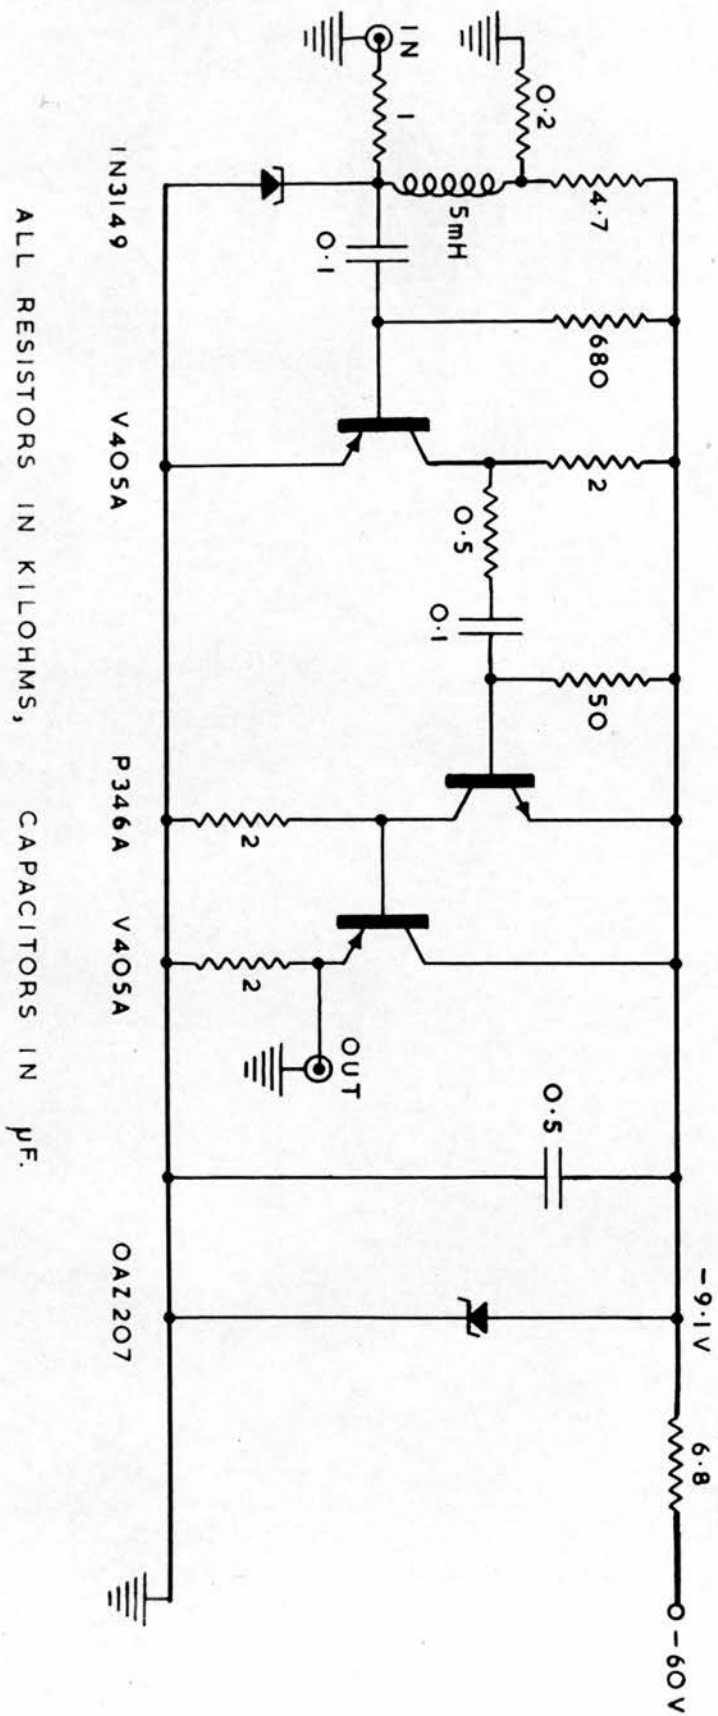 -9·1V 6·8 -60V
4·7 680 2 50
0·2 0·5
5mH 0·5 0·1
IN 1
OUT
0·1
2 2
1N3149 V405A P346A V405A OAZ207
ALL RESISTORS IN KILOHMS, CAPACITORS IN μF.